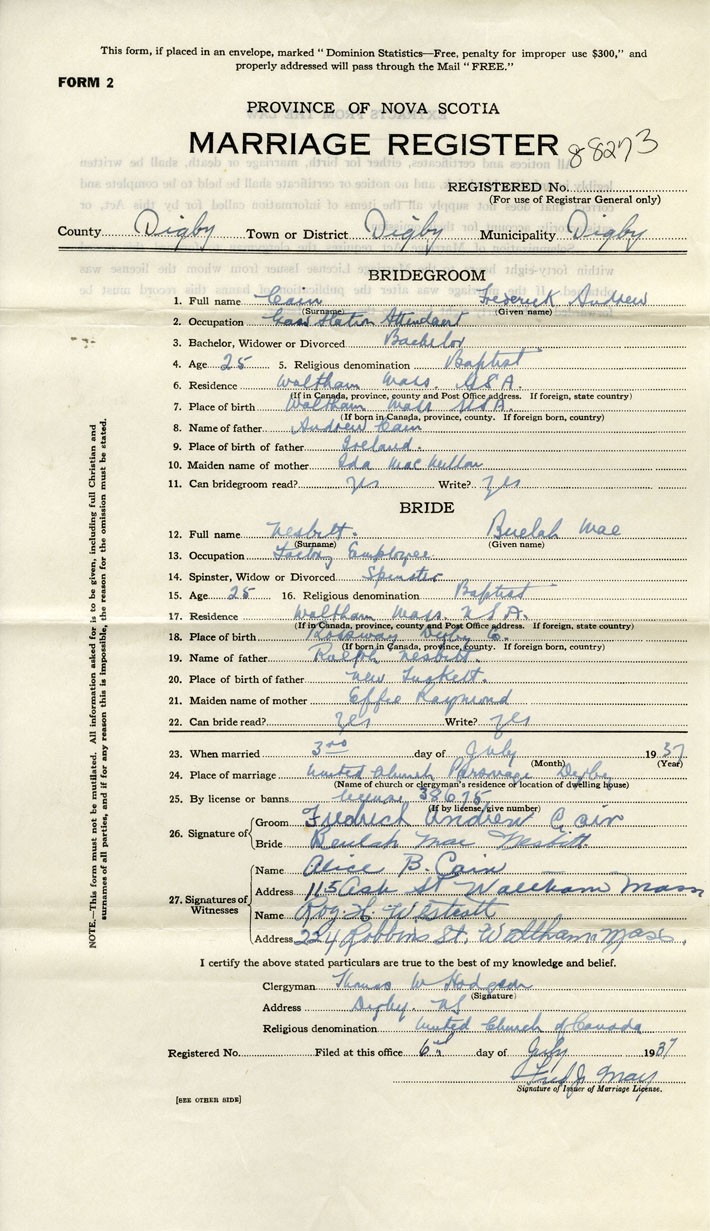 This form, if placed in an envelope, marked "Dominion Statistics—Free, penalty for improper use $300," and
properly addressed will pass through the Mail "FREE."
FORM 2
PROVINCE OF NOVA SCOTIA
MARRIAGE REGISTER 88273
REGISTERED No.
(For use of Registrar General only)
County Digby Town or District Digby Municipality Digby
BRIDEGROOM
1. Full name Cain Frederick Andrew
(Surname) (Given name)
2. Occupation Gas Station Attendant
3. Bachelor, Widower or Divorced Bachelor
4. Age 25 5. Religious denomination Baptist
6. Residence Waltham Mass. U.S.A.
(If in Canada, province, county and Post Office address. If foreign, state country)
7. Place of birth Waltham Mass U.S.A.
(If born in Canada, province, county. If foreign born, country)
8. Name of father Andrew Cain
9. Place of birth of father Ireland.
10. Maiden name of mother Ida MacMullan
11. Can bridegroom read? yes Write? yes
BRIDE
12. Full name Nesbitt. Beulah Mae
(Surname) (Given name)
13. Occupation Factory Employee
14. Spinster, Widow or Divorced Spinster
15. Age 25 16. Religious denomination Baptist
17. Residence Waltham Mass. U.S.A.
(If in Canada, province, county and Post Office address. If foreign, state country)
18. Place of birth Rossway Digby Co.
(If born in Canada, province, county. If foreign born, country)
19. Name of father Ralph Nesbitt.
20. Place of birth of father New Tuskett.
21. Maiden name of mother Effie Raymond
22. Can bride read? yes Write? yes
23. When married 3rd day of July 1937
(Month) (Year)
24. Place of marriage United Church Parsonage Digby
(Name of church or clergyman's residence or location of dwelling house)
25. By license or banns license 38675
(If by license, give number)
26. Signature of Groom Fredrick Andrew Cain
Bride Beulah Mae Nesbitt.
27. Signatures of Witnesses Name Alice B. Cain
Address 115 Ash St Waltham Mass
Name Roy H.
Address 224 Robbins St. Waltham Mass.
I certify the above stated particulars are true to the best of my knowledge and belief.
Clergyman Thomas W Hodgson
(Signature)
Address Digby. NS
Religious denomination United Church of Canada
Registered No. Filed at this office 6th day of July 1937
Fred J. May
Signature of Issuer of Marriage License.
[SEE OTHER SIDE]
NOTE.—This form must not be mutilated. All information asked for is to be given, including full Christian and
surnames of all parties, and if for any reason this is impossible, the reason for the omission must be stated.